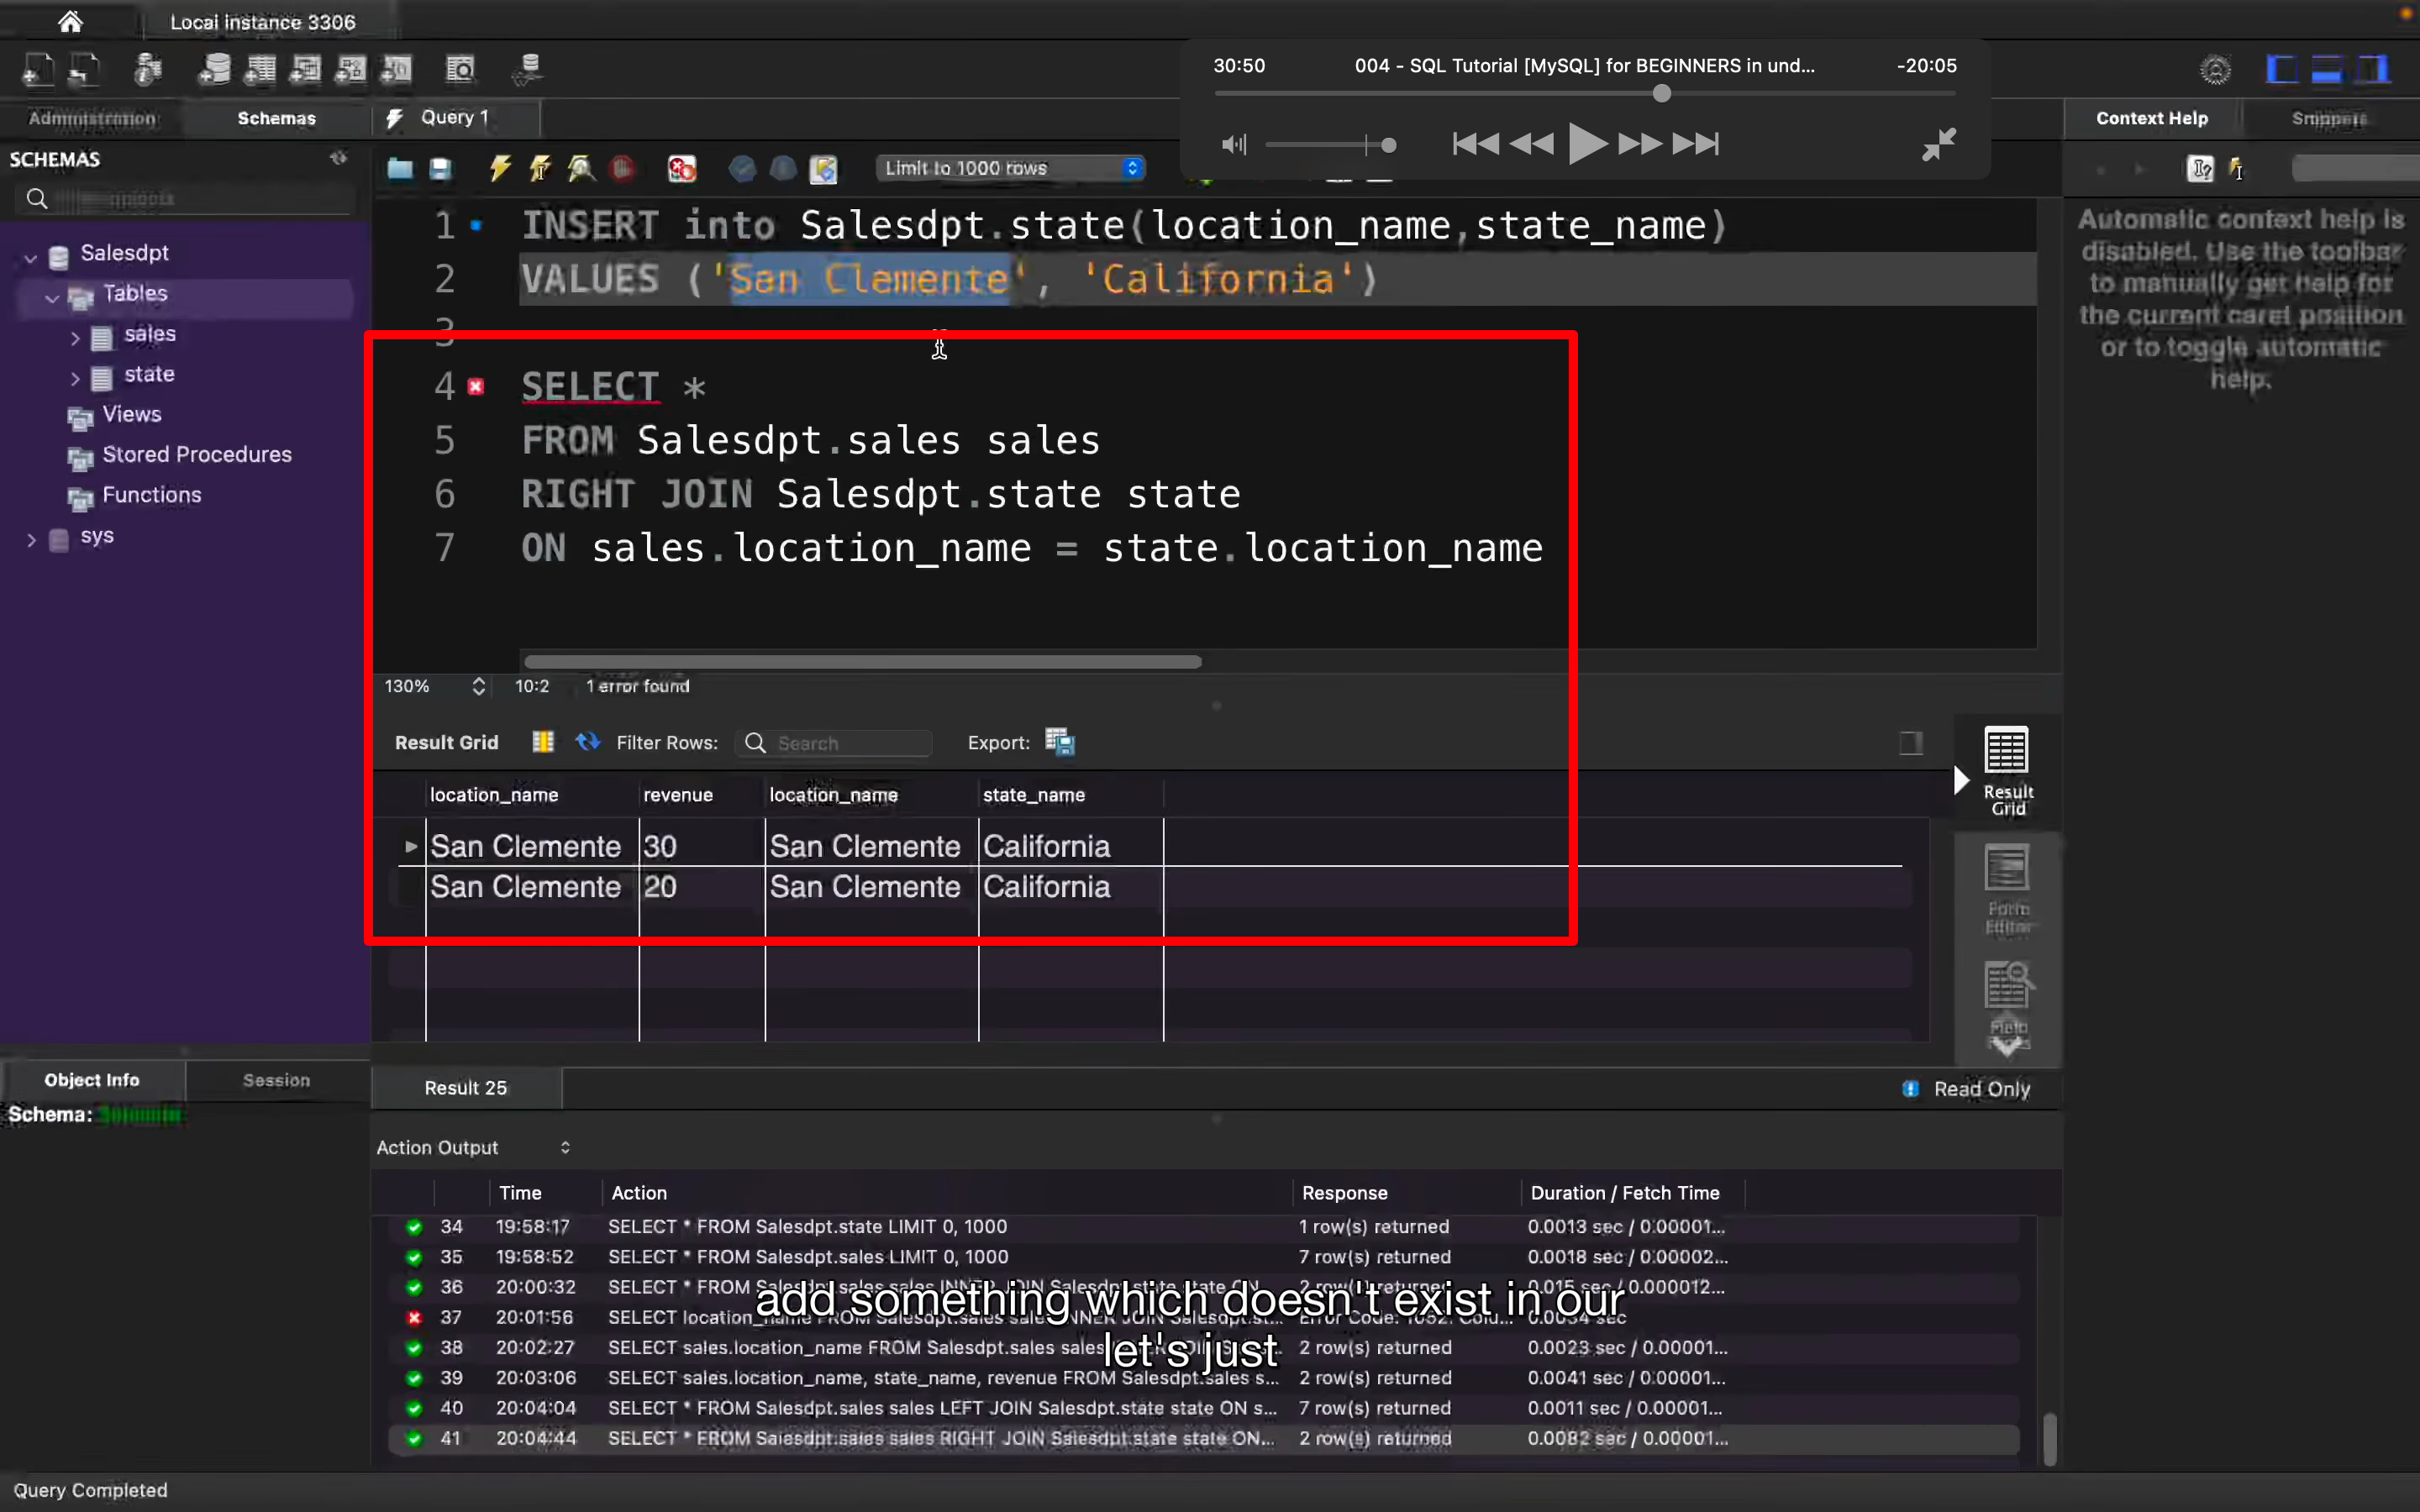 Local instance 3306
30:50 004 - SQL Tutorial [MySQL] for BEGINNERS in und... -20:05
Administration Schemas Query 1 Context Help Snippets
SCHEMAS
Limit to 1000 rows
Salesdpt
Tables
sales
state
Views
Stored Procedures
Functions
sys
1 INSERT into Salesdpt.state(location_name,state_name)
2 VALUES ('San Clemente', 'California')
3
4 SELECT *
5 FROM Salesdpt.sales sales
6 RIGHT JOIN Salesdpt.state state
7 ON sales.location_name = state.location_name
Automatic context help is
disabled. Use the toolbar
to manually get help for
the current caret position
or to toggle automatic
help.
130% 10:2 1 error found
Result Grid Filter Rows: Search Export:
location_name revenue location_name state_name
San Clemente 30 San Clemente California
San Clemente 20 San Clemente California
Result
Grid
Form
Editor
Field
Object Info Session
Schema:
Result 25 Read Only
Action Output
Time Action Response Duration / Fetch Time
34 19:58:17 SELECT * FROM Salesdpt.state LIMIT 0, 1000 1 row(s) returned 0.0013 sec / 0.00001...
35 19:58:52 SELECT * FROM Salesdpt.sales LIMIT 0, 1000 7 row(s) returned 0.0018 sec / 0.00002...
36 20:00:32 SELECT * FROM Salesdpt.sales sales INNER JOIN Salesdpt.state state ON 2 row(s) returned 0.015 sec / 0.000012...
37 20:01:56 SELECT location_name FROM Salesdpt.sales sales INNER JOIN Salesdpt.st... Error Code: 1052. Colu... 0.0034 sec
38 20:02:27 SELECT sales.location_name FROM Salesdpt.sales sales 2 row(s) returned 0.0023 sec / 0.00001...
39 20:03:06 SELECT sales.location_name, state_name, revenue FROM Salesdpt.sales s... 2 row(s) returned 0.0041 sec / 0.00001...
40 20:04:04 SELECT * FROM Salesdpt.sales sales LEFT JOIN Salesdpt.state state ON s... 7 row(s) returned 0.0011 sec / 0.00001...
41 20:04:44 SELECT * FROM Salesdpt.sales sales RIGHT JOIN Salesdpt.state state ON... 2 row(s) returned 0.0082 sec / 0.00001...
add something which doesn't exist in our
let's just
Query Completed